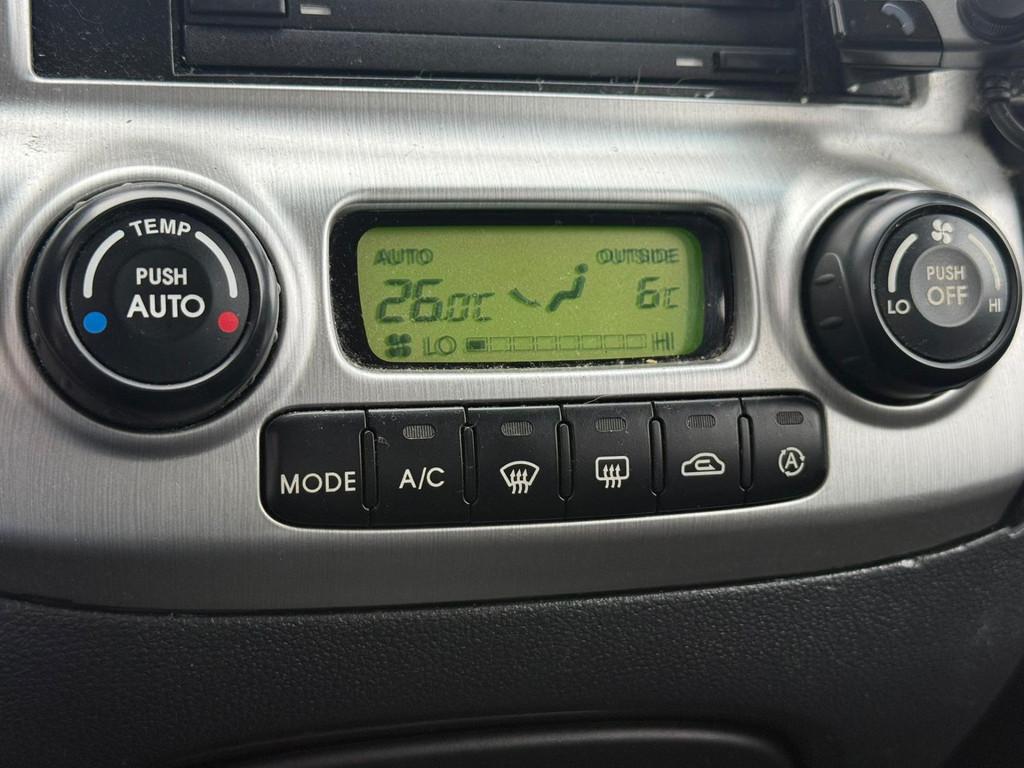 TEMP
PUSH
AUTO
AUTO
OUTSIDE
26.0C
6C
LO
HI
PUSH
OFF
LO
HI
MODE
A/C
A